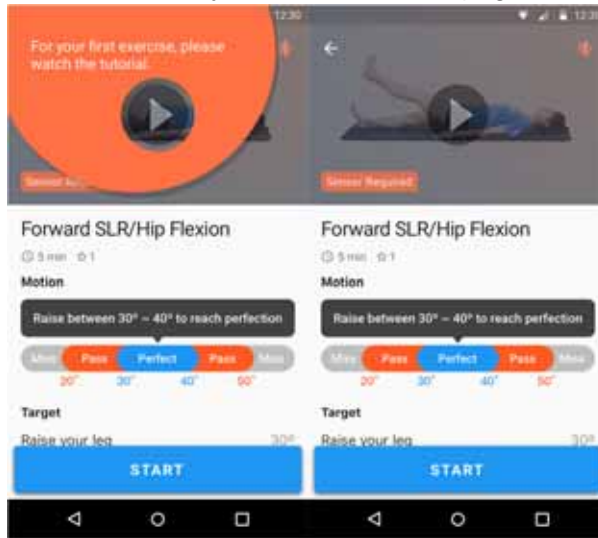 12:30
For your first exercise, please
watch the tutorial.
Sensor
Forward SLR/Hip Flexion
5 min 1
Motion
Raise between 30° ~ 40° to reach perfection
Miss Pass Perfect Pass Miss
20° 30° 40° 50°
Target
Raise your leg 30°
START
12:30
Sensor Required
Forward SLR/Hip Flexion
5 min 1
Motion
Raise between 30° ~ 40° to reach perfection
Miss Pass Perfect Pass Miss
20° 30° 40° 50°
Target
Raise your leg 30°
START